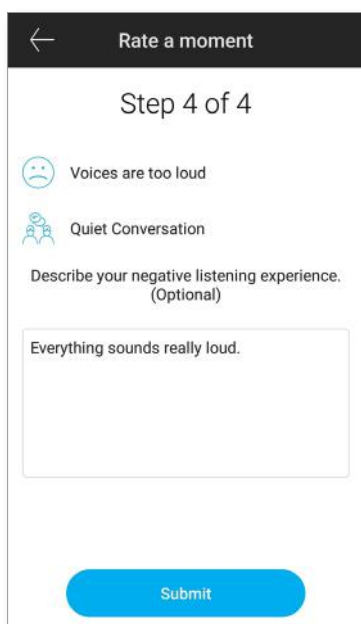 Rate a moment
Step 4 of 4
Voices are too loud
Quiet Conversation
Describe your negative listening experience.
(Optional)
Everything sounds really loud.
Submit